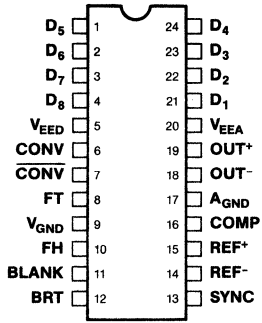 D5 1 24 D4
D6 2 23 D3
D7 3 22 D2
D8 4 21 D1
VEED 5 20 VEEA
CONV 6 19 OUT+
CONV 7 18 OUT−
FT 8 17 AGND
VGND 9 16 COMP
FH 10 15 REF+
BLANK 11 14 REF−
BRT 12 13 SYNC